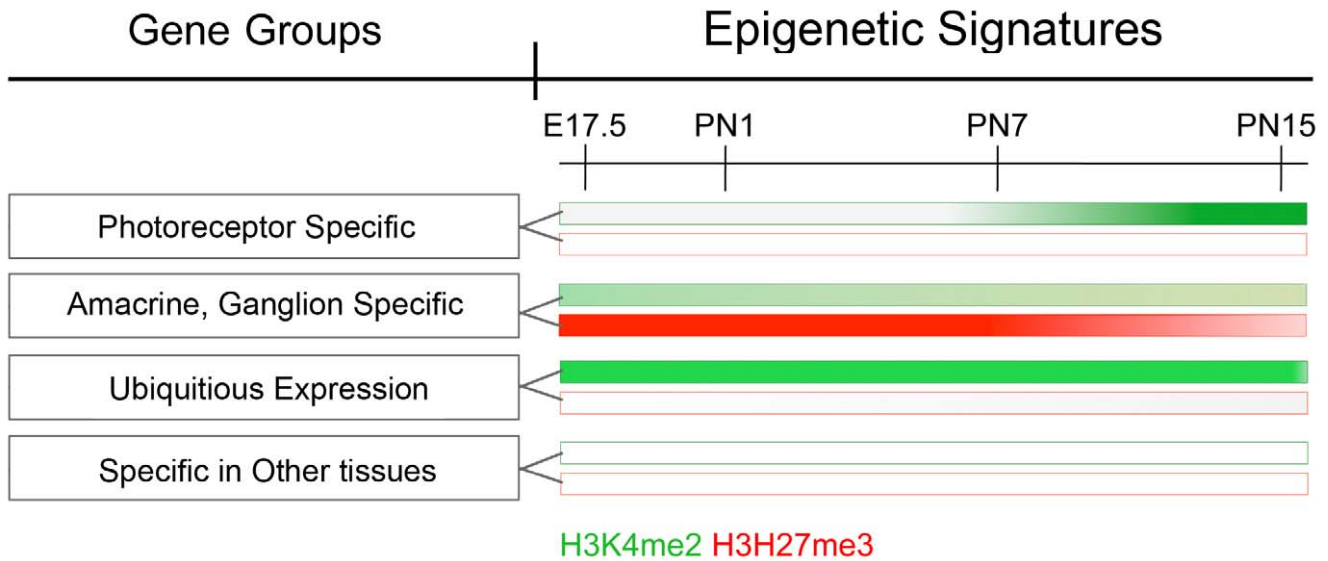 Gene Groups
Epigenetic Signatures
E17.5 PN1 PN7 PN15
Photoreceptor Specific
Amacrine, Ganglion Specific
Ubiquitious Expression
Specific in Other tissues
H3K4me2 H3H27me3